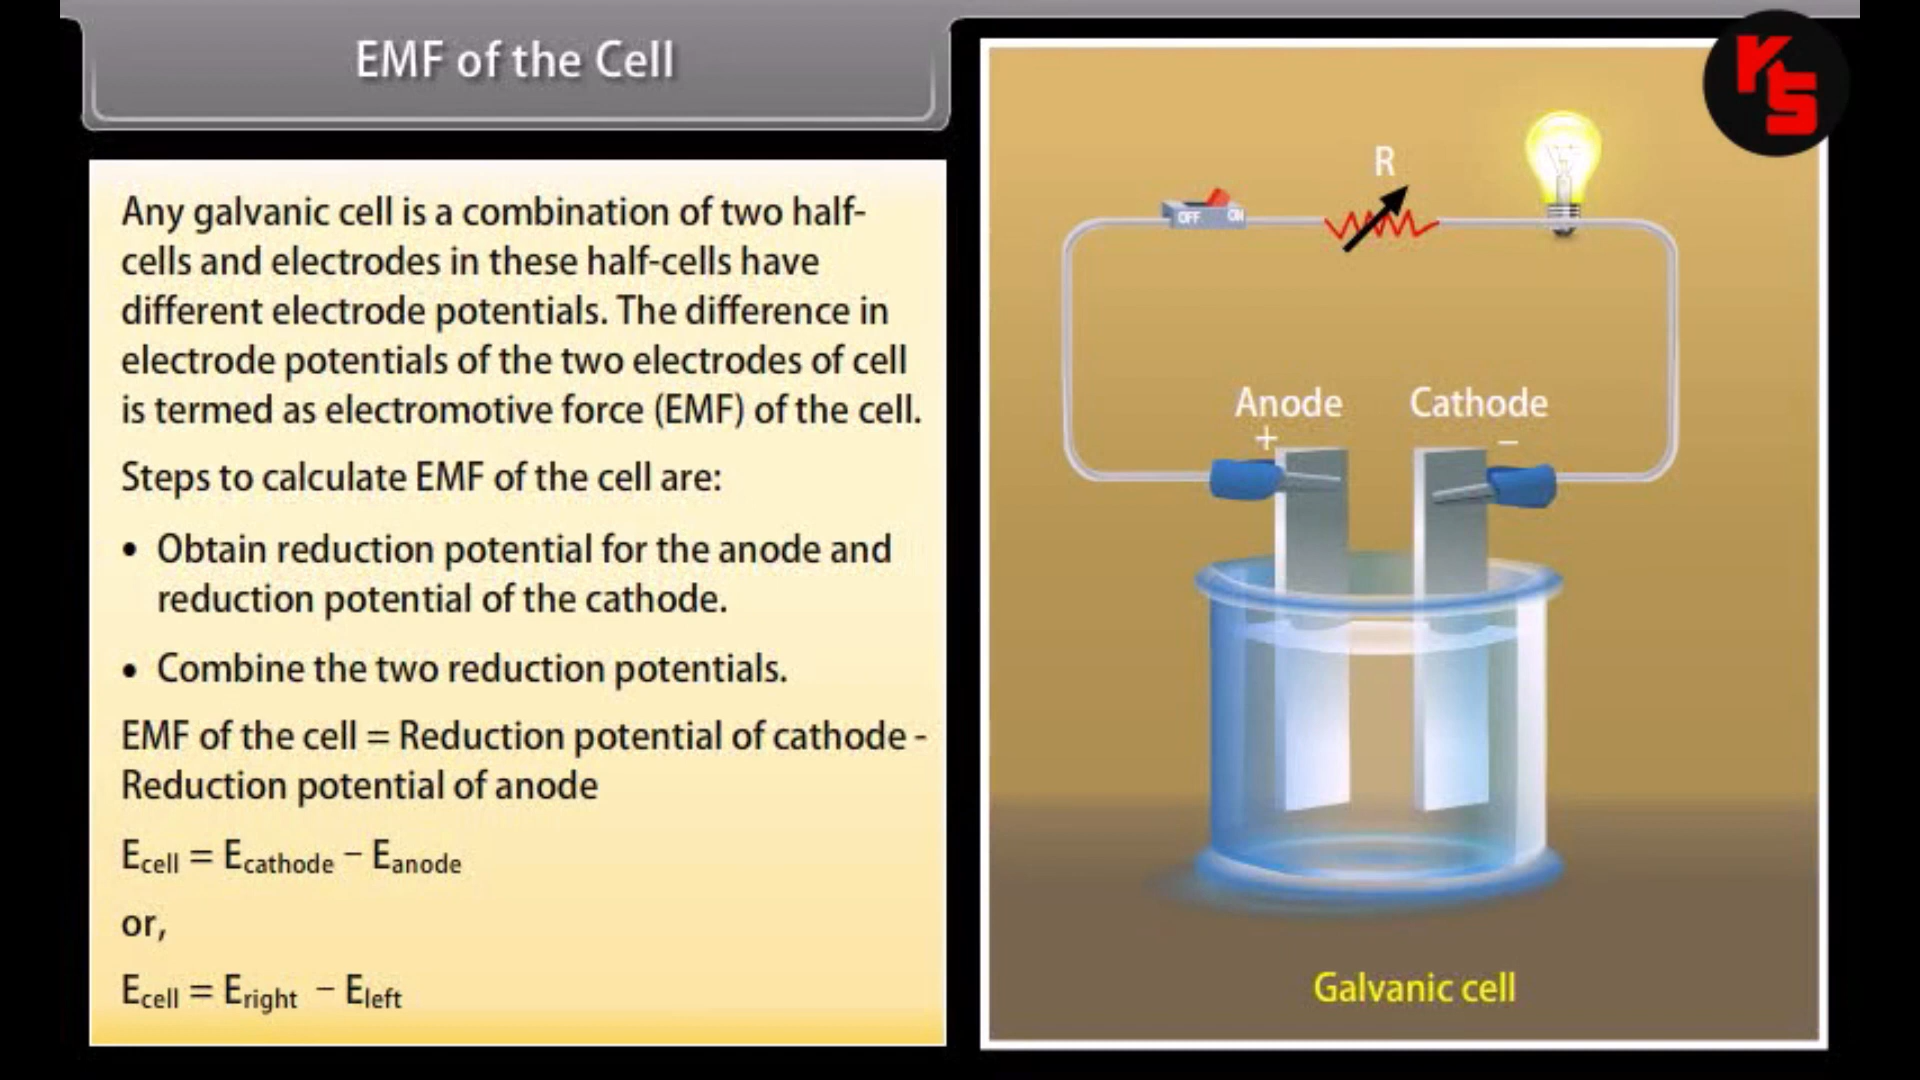 EMF of the Cell
Any galvanic cell is a combination of two half-
cells and electrodes in these half-cells have
different electrode potentials. The difference in
electrode potentials of the two electrodes of cell
is termed as electromotive force (EMF) of the cell.
Steps to calculate EMF of the cell are:
• Obtain reduction potential for the anode and
reduction potential of the cathode.
• Combine the two reduction potentials.
EMF of the cell = Reduction potential of cathode -
Reduction potential of anode
Ecell = Ecathode – Eanode
or,
Ecell = Eright – Eleft
rs
R
OFF ON
Anode Cathode
+ –
Galvanic cell